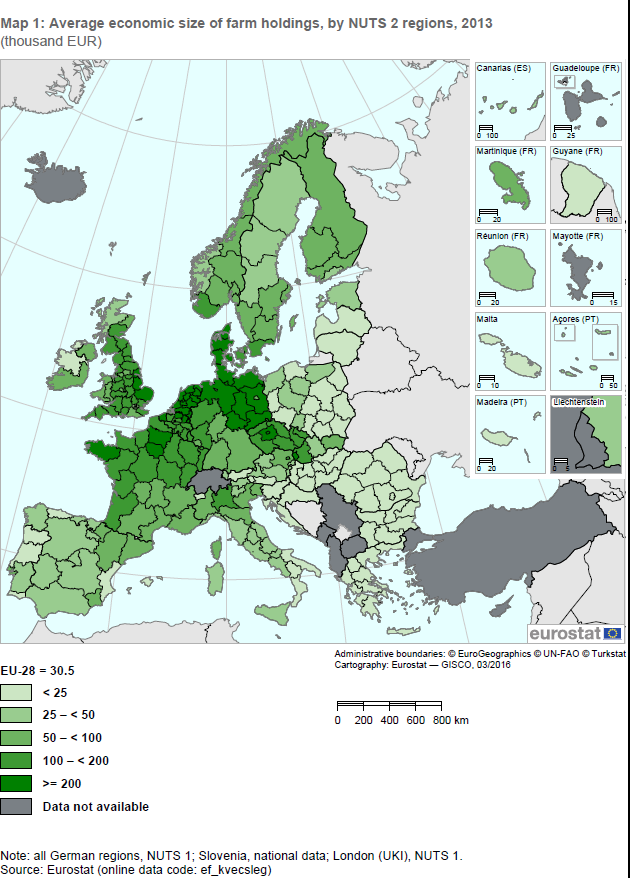 Map 1: Average economic size of farm holdings, by NUTS 2 regions, 2013
(thousand EUR)
Canarias (ES)
0 100
Guadeloupe (FR)
0 25
Martinique (FR)
0 20
Guyane (FR)
0 100
Réunion (FR)
0 20
Mayotte (FR)
0 15
Malta
0 10
Açores (PT)
0 50
Madeira (PT)
0 20
Liechtenstein
0 5
eurostat
Administrative boundaries: © EuroGeographics © UN-FAO © Turkstat
Cartography: Eurostat — GISCO, 03/2016
EU-28 = 30.5
< 25
25 – < 50
50 – < 100
100 – < 200
>= 200
Data not available
0 200 400 600 800 km
Note: all German regions, NUTS 1; Slovenia, national data; London (UKI), NUTS 1.
Source: Eurostat (online data code: ef_kvecsleg)